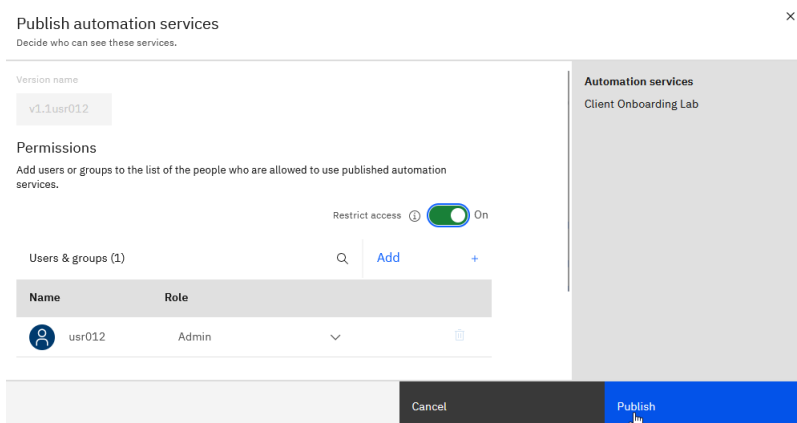 Publish automation services
Decide who can see these services.
Version name
v1.1usr012
Permissions
Add users or groups to the list of the people who are allowed to use published automation
services.
Restrict access
On
Users & groups (1)
Add +
Name Role
usr012 Admin
Automation services
Client Onboarding Lab
Cancel
Publish